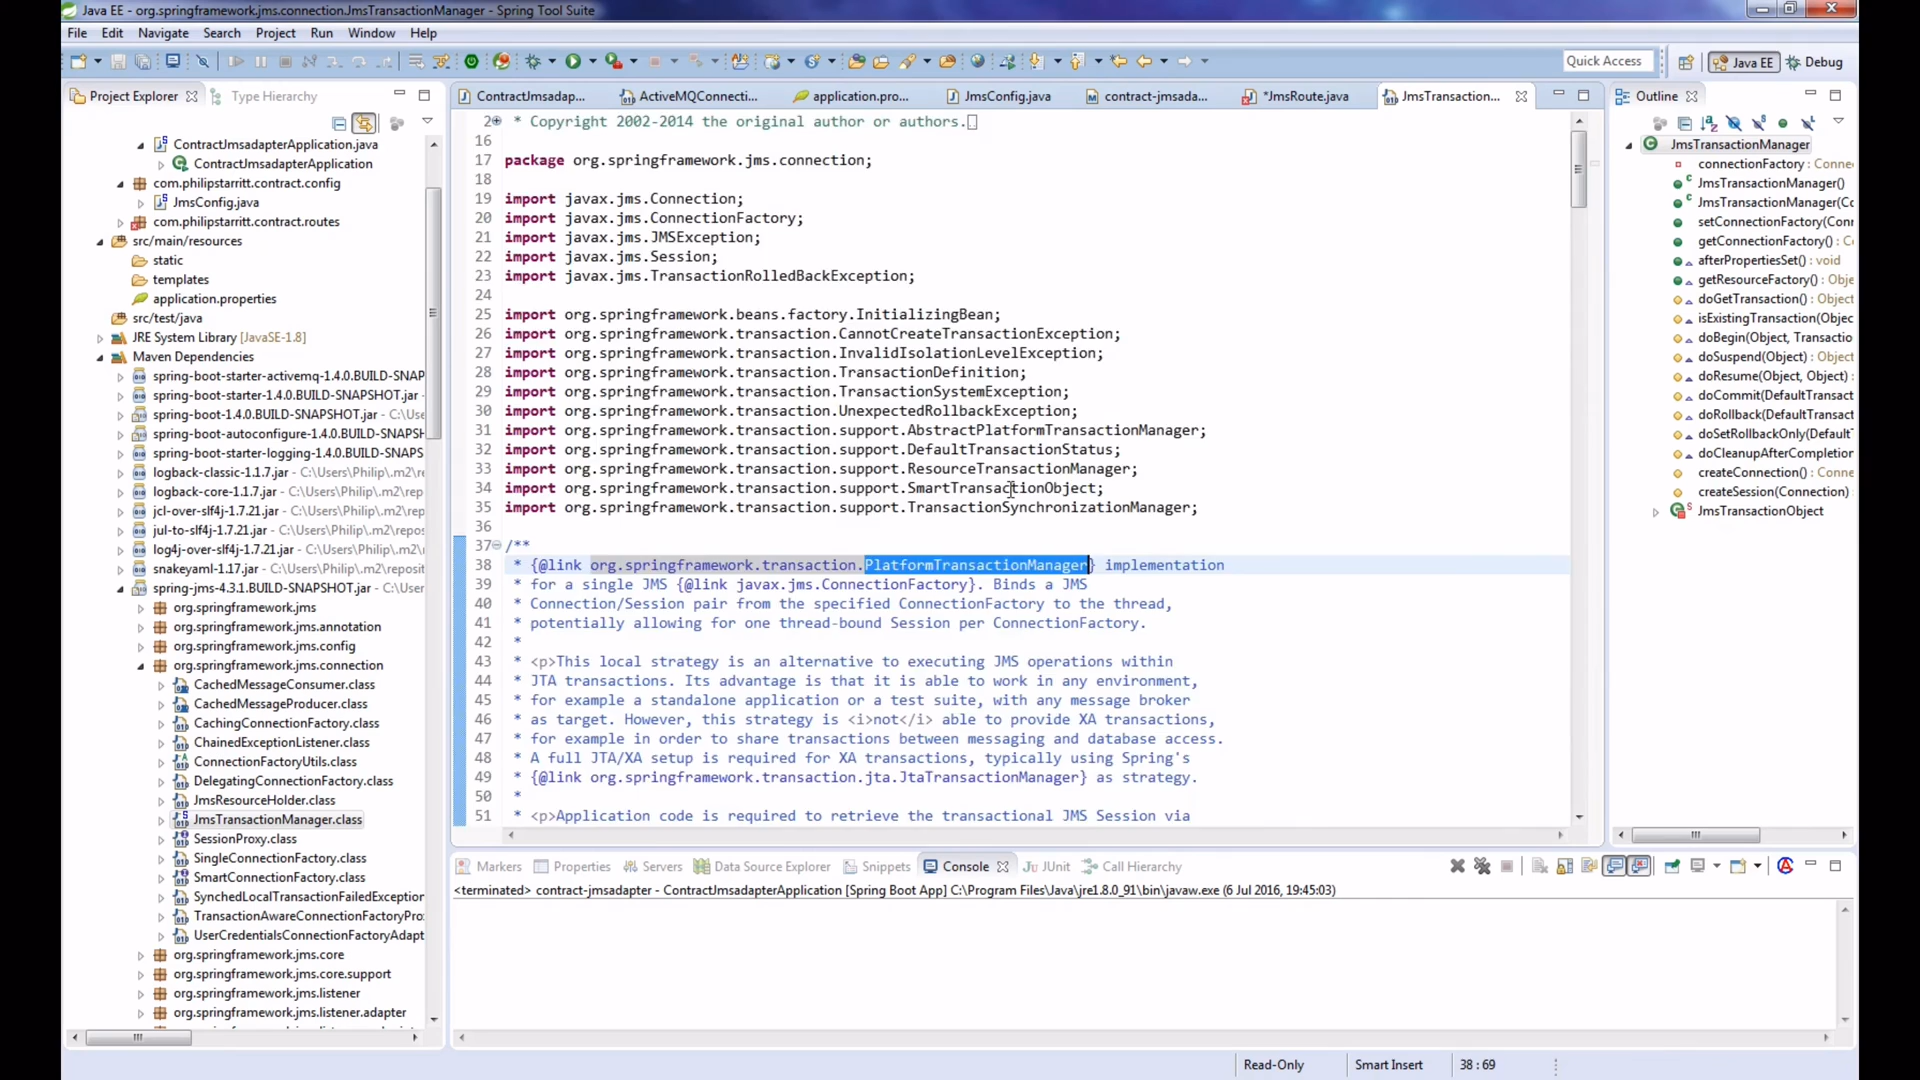 Java EE - org.springframework.jms.connection.JmsTransactionManager - Spring Tool Suite
File Edit Navigate Search Project Run Window Help
Quick Access
Java EE
Debug
Project Explorer
Type Hierarchy
ContractJmsadapterApplication.java
ContractJmsadapterApplication
com.philipstarritt.contract.config
JmsConfig.java
com.philipstarritt.contract.routes
src/main/resources
static
templates
application.properties
src/test/java
JRE System Library [JavaSE-1.8]
Maven Dependencies
spring-boot-starter-activemq-1.4.0.BUILD-SNAP
spring-boot-starter-1.4.0.BUILD-SNAPSHOT.jar
spring-boot-1.4.0.BUILD-SNAPSHOT.jar - C:\Us
spring-boot-autoconfigure-1.4.0.BUILD-SNAPSH
spring-boot-starter-logging-1.4.0.BUILD-SNAPS
logback-classic-1.1.7.jar - C:\Users\Philip\.m2\re
logback-core-1.1.7.jar - C:\Users\Philip\.m2\repo
jcl-over-slf4j-1.7.21.jar - C:\Users\Philip\.m2\rep
jul-to-slf4j-1.7.21.jar - C:\Users\Philip\.m2\repos
log4j-over-slf4j-1.7.21.jar - C:\Users\Philip\.m2\
snakeyaml-1.17.jar - C:\Users\Philip\.m2\reposit
spring-jms-4.3.1.BUILD-SNAPSHOT.jar - C:\Use
org.springframework.jms
org.springframework.jms.annotation
org.springframework.jms.config
org.springframework.jms.connection
CachedMessageConsumer.class
CachedMessageProducer.class
CachingConnectionFactory.class
ChainedExceptionListener.class
ConnectionFactoryUtils.class
DelegatingConnectionFactory.class
JmsResourceHolder.class
JmsTransactionManager.class
SessionProxy.class
SingleConnectionFactory.class
SmartConnectionFactory.class
SynchedLocalTransactionFailedException
TransactionAwareConnectionFactoryPro
UserCredentialsConnectionFactoryAdapt
org.springframework.jms.core
org.springframework.jms.core.support
org.springframework.jms.listener
org.springframework.jms.listener.adapter
ContractJmsadap...
ActiveMQConnecti...
application.pro...
JmsConfig.java
contract-jmsada...
*JmsRoute.java
JmsTransaction...
2 * Copyright 2002-2014 the original author or authors.
16
17 package org.springframework.jms.connection;
18
19 import javax.jms.Connection;
20 import javax.jms.ConnectionFactory;
21 import javax.jms.JMSException;
22 import javax.jms.Session;
23 import javax.jms.TransactionRolledBackException;
24
25 import org.springframework.beans.factory.InitializingBean;
26 import org.springframework.transaction.CannotCreateTransactionException;
27 import org.springframework.transaction.InvalidIsolationLevelException;
28 import org.springframework.transaction.TransactionDefinition;
29 import org.springframework.transaction.TransactionSystemException;
30 import org.springframework.transaction.UnexpectedRollbackException;
31 import org.springframework.transaction.support.AbstractPlatformTransactionManager;
32 import org.springframework.transaction.support.DefaultTransactionStatus;
33 import org.springframework.transaction.support.ResourceTransactionManager;
34 import org.springframework.transaction.support.SmartTransactionObject;
35 import org.springframework.transaction.support.TransactionSynchronizationManager;
36
37 /**
38 * {@link org.springframework.transaction.PlatformTransactionManager} implementation
39 * for a single JMS {@link javax.jms.ConnectionFactory}. Binds a JMS
40 * Connection/Session pair from the specified ConnectionFactory to the thread,
41 * potentially allowing for one thread-bound Session per ConnectionFactory.
42 *
43 * <p>This local strategy is an alternative to executing JMS operations within
44 * JTA transactions. Its advantage is that it is able to work in any environment,
45 * for example a standalone application or a test suite, with any message broker
46 * as target. However, this strategy is <i>not</i> able to provide XA transactions,
47 * for example in order to share transactions between messaging and database access.
48 * A full JTA/XA setup is required for XA transactions, typically using Spring's
49 * {@link org.springframework.transaction.jta.JtaTransactionManager} as strategy.
50 *
51 * <p>Application code is required to retrieve the transactional JMS Session via
Outline
JmsTransactionManager
connectionFactory : Conne
JmsTransactionManager()
JmsTransactionManager(Co
setConnectionFactory(Conr
getConnectionFactory() : C
afterPropertiesSet() : void
getResourceFactory() : Obje
doGetTransaction() : Object
isExistingTransaction(Objec
doBegin(Object, Transactio
doSuspend(Object) : Object
doResume(Object, Object) :
doCommit(DefaultTransact
doRollback(DefaultTransact
doSetRollbackOnly(Default
doCleanupAfterCompletion
createConnection() : Conne
createSession(Connection) :
JmsTransactionObject
Markers Properties Servers Data Source Explorer Snippets Console JUnit Call Hierarchy
<terminated> contract-jmsadapter - ContractJmsadapterApplication [Spring Boot App] C:\Program Files\Java\jre1.8.0_91\bin\javaw.exe (6 Jul 2016, 19:45:03)
Read-Only Smart Insert 38 : 69